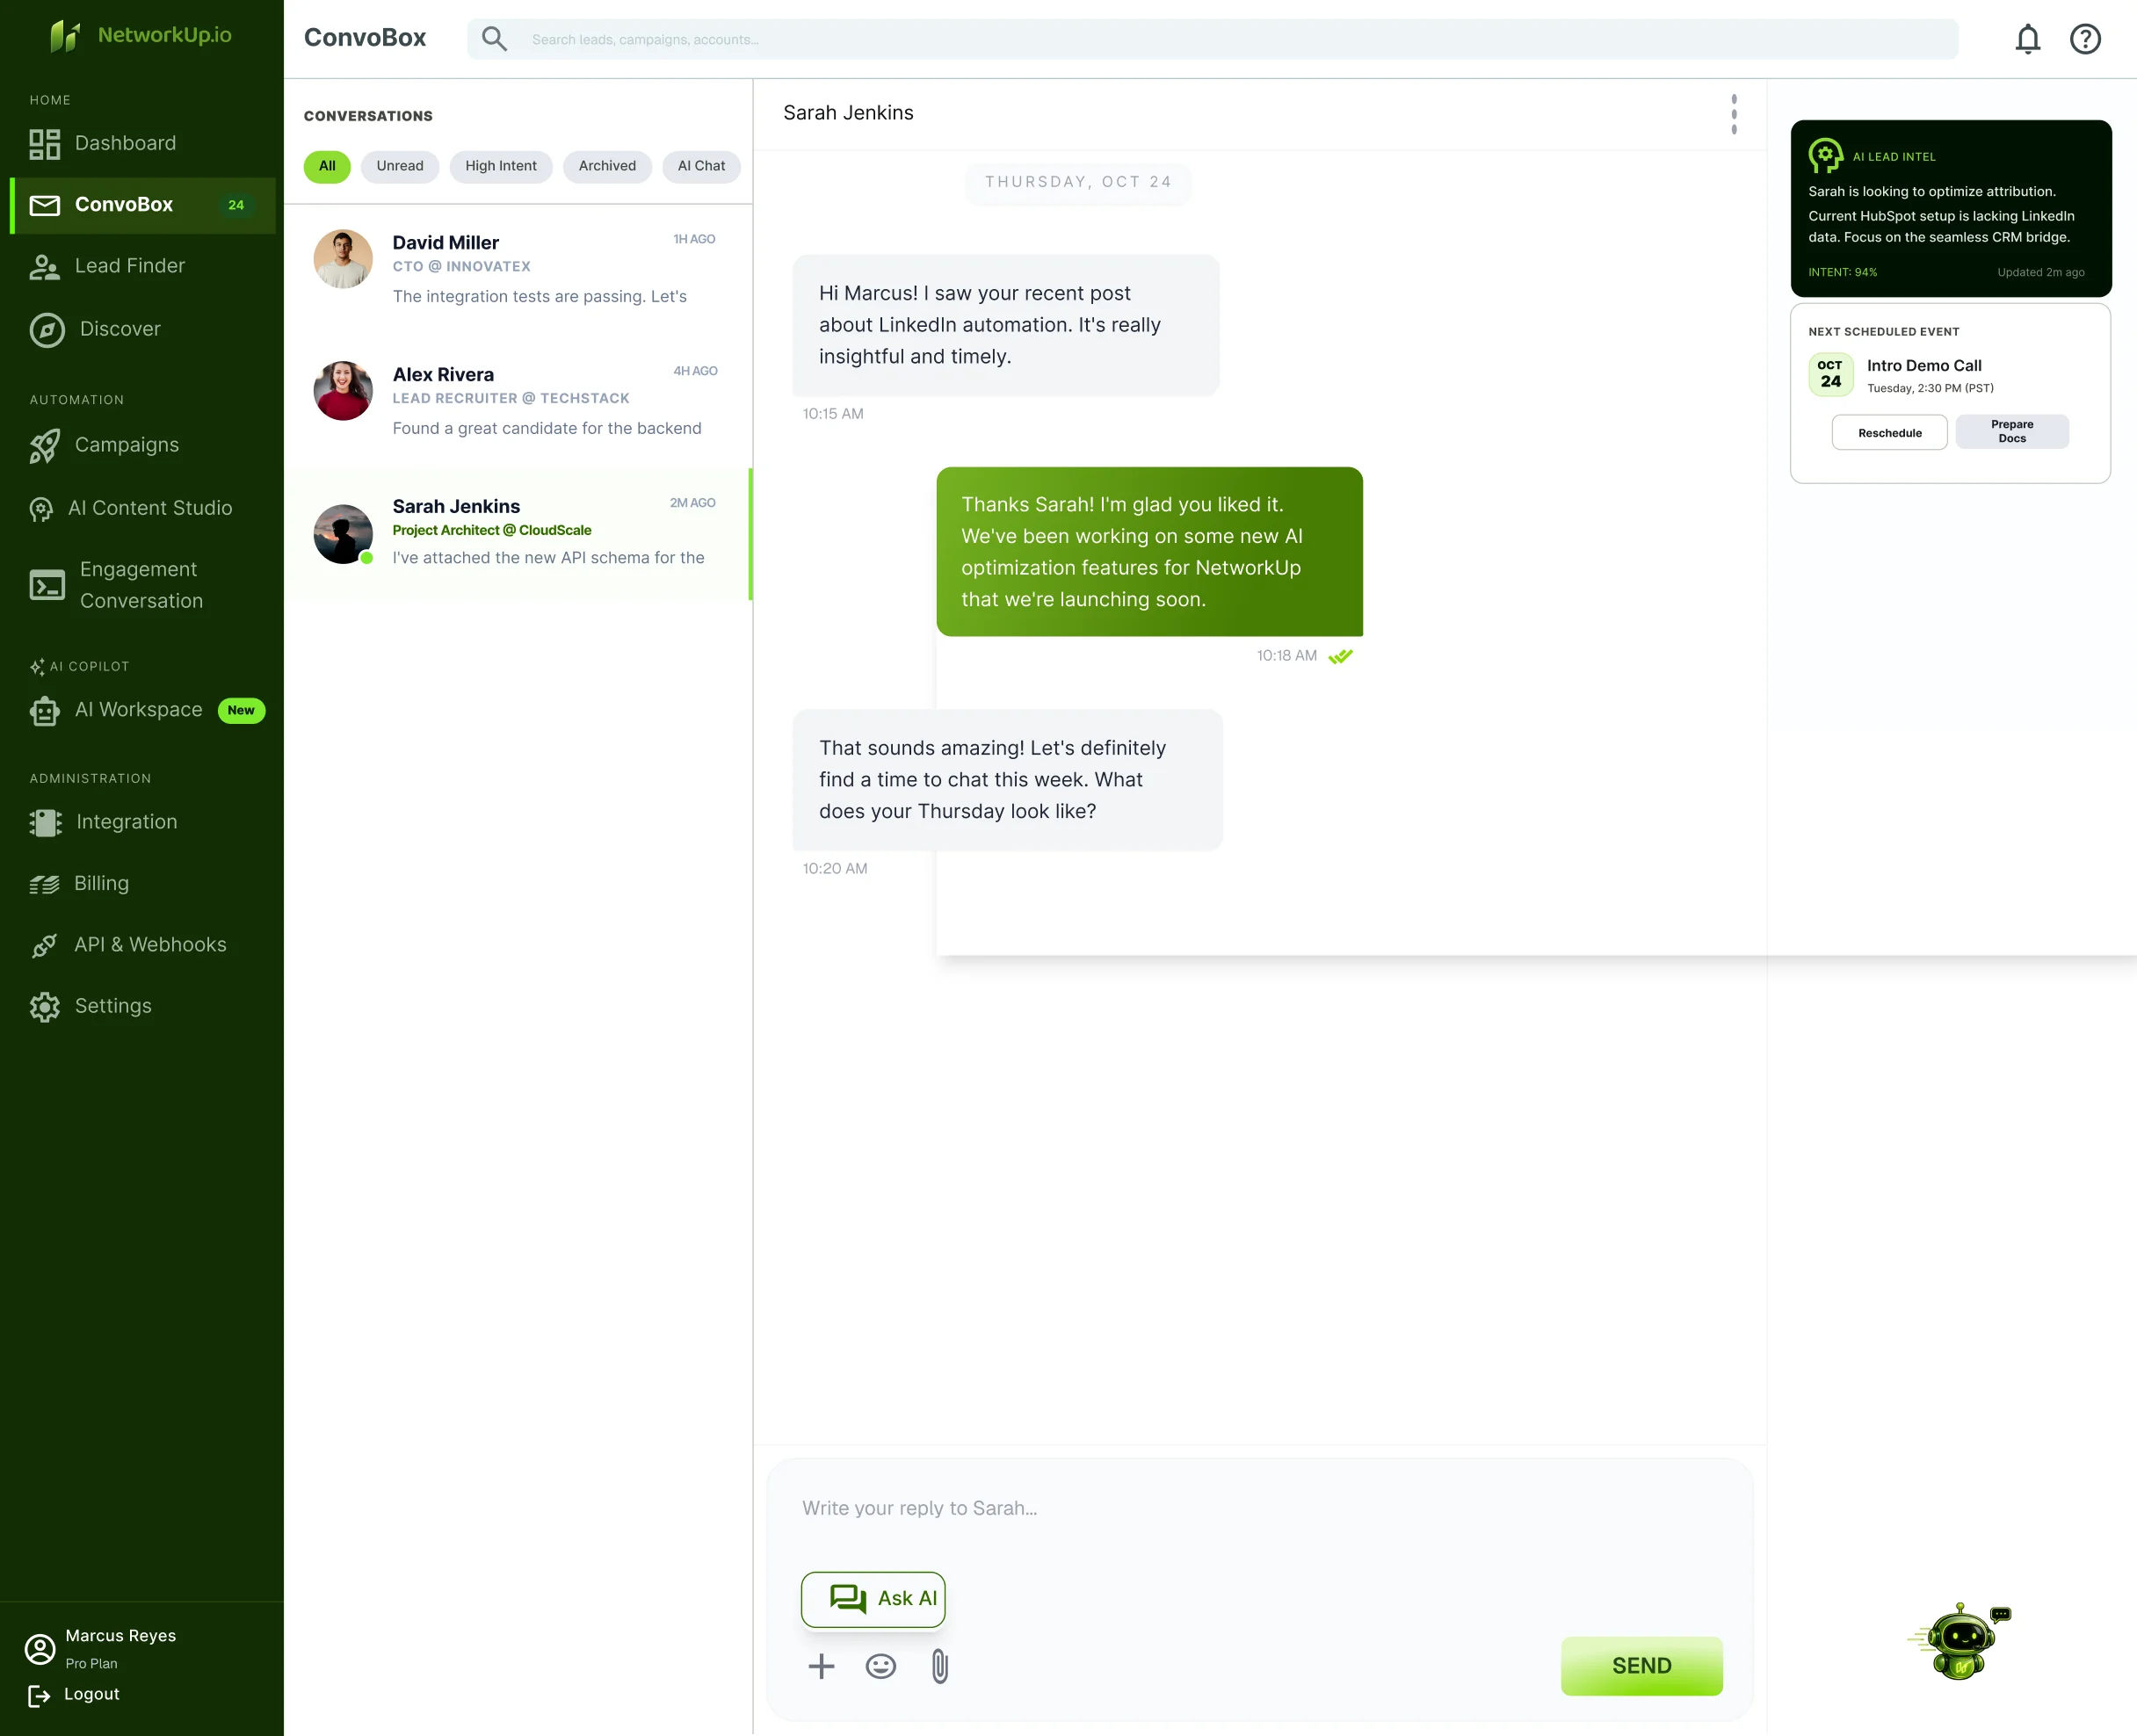 NetworkUp.io
HOME
Dashboard
ConvoBox
24
Lead Finder
Discover
AUTOMATION
Campaigns
AI Content Studio
Engagement
Conversation
AI COPILOT
AI Workspace
New
ADMINISTRATION
Integration
Billing
API & Webhooks
Settings
Marcus Reyes
Pro Plan
Logout
ConvoBox
Search leads, campaigns, accounts...
CONVERSATIONS
All
Unread
High Intent
Archived
AI Chat
David Miller
1H AGO
CTO @ INNOVATEX
The integration tests are passing. Let's
Alex Rivera
4H AGO
LEAD RECRUITER @ TECHSTACK
Found a great candidate for the backend
Sarah Jenkins
2M AGO
Project Architect @ CloudScale
I've attached the new API schema for the
Sarah Jenkins
THURSDAY, OCT 24
Hi Marcus! I saw your recent post
about LinkedIn automation. It's really
insightful and timely.
10:15 AM
Thanks Sarah! I'm glad you liked it.
We've been working on some new AI
optimization features for NetworkUp
that we're launching soon.
10:18 AM
That sounds amazing! Let's definitely
find a time to chat this week. What
does your Thursday look like?
10:20 AM
Write your reply to Sarah...
Ask AI
SEND
AI LEAD INTEL
Sarah is looking to optimize attribution.
Current HubSpot setup is lacking LinkedIn
data. Focus on the seamless CRM bridge.
INTENT: 94%
Updated 2m ago
NEXT SCHEDULED EVENT
OCT
24
Intro Demo Call
Tuesday, 2:30 PM (PST)
Reschedule
Prepare
Docs